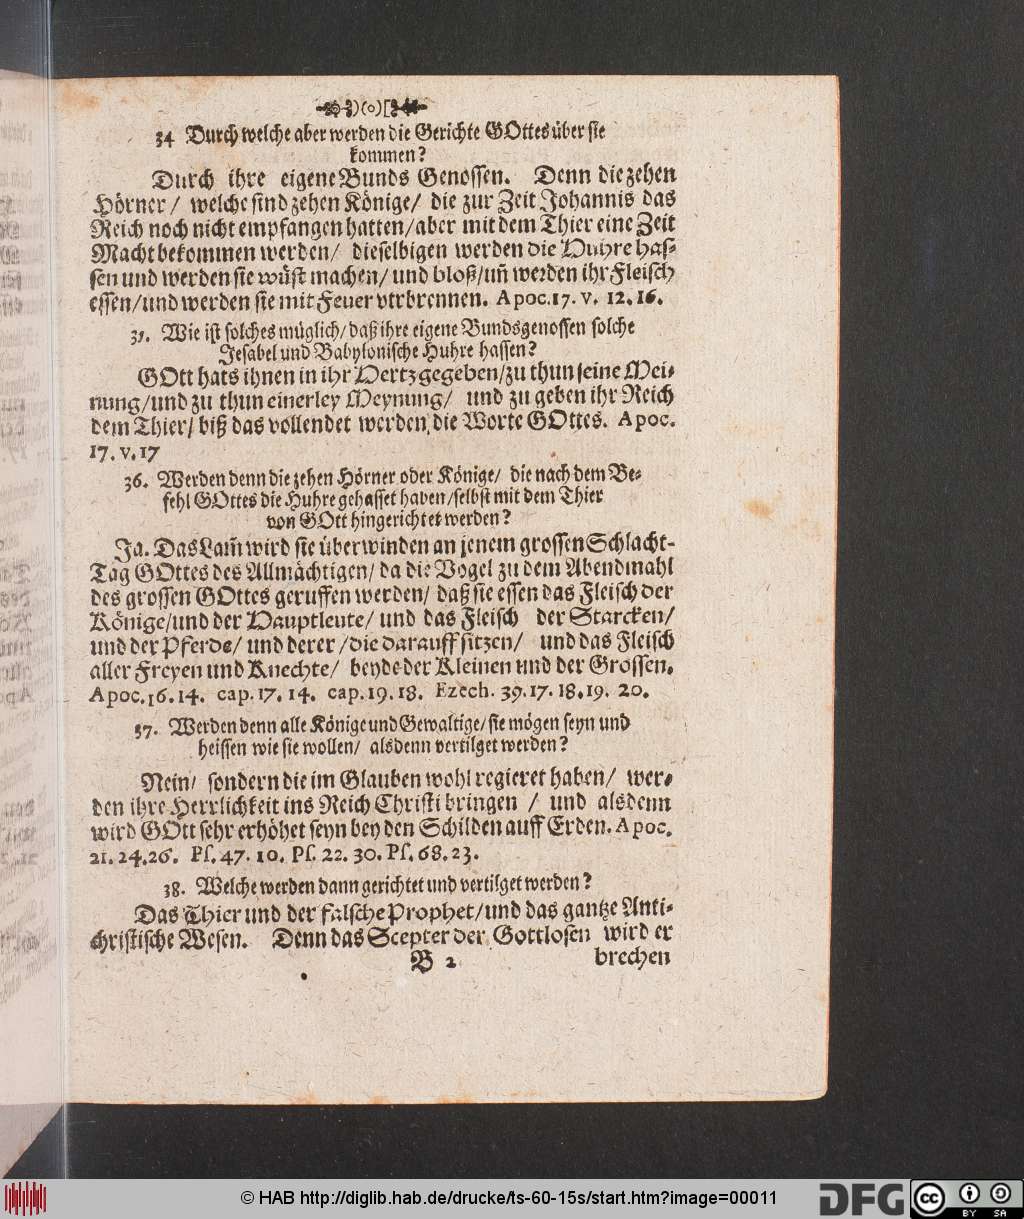 34 Durch welche aber werden die Gerichte GOttes über sie
kommen?
Durch ihre eigene Bunds Genossen. Denn die zehen
Hörner / welche sind zehen Könige / die zur Zeit Johannis das
Reich noch nicht empfangen hatten / aber mit dem Thier eine Zeit
Macht bekommen werden / dieselbigen werden die Huhre has-
sen und werden sie wüst machen / und bloß / uñ werden ihr Fleisch
essen / und werden sie mit Feuer vtrbrennen. Apoc. 17. v. 12. 16.
35. Wie ist solches müglich / daß ihre eigene Bundsgenossen solche
Jesabel und Babylonische Huhre hassen?
GOtt hats ihnen in ihr Hertz gegeben / zu thun seine Mei-
nung / und zu thun einerley Meynung / und zu geben ihr Reich
dem Thier / biß das vollendet werden die Worte GOttes. Apoc.
17. v. 17
36. Werden denn die zehen Hörner oder Könige / die nach dem Be-
fehl GOttes die Huhre gehasset haben / selbst mit dem Thier
von GOtt hingerichtet werden?
Ja. Das Lam̃ wird sie überwinden an jenem grossen Schlacht-
Tag GOttes des Allmächtigen / da die Vogel zu dem Abendmahl
des grossen GOttes geruffen werden / daß sie essen das Fleisch der
Könige / und der Hauptleute / und das Fleisch der Starcken /
und der Pferde / und derer / die darauff sitzen / und das Fleisch
aller Freyen und Knechte / beyde der Kleinen und der Grossen.
Apoc. 16. 14. cap. 17. 14. cap. 19. 18. Ezech. 39. 17. 18. 19. 20.
37. Werden denn alle Könige und Gewaltige / sie mögen seyn und
heissen wie sie wollen / alsdenn vertilget werden?
Nein / sondern die im Glauben wohl regieret haben / wer-
den ihre Herrlichkeit ins Reich Christi bringen / und alsdenn
wird GOtt sehr erhöhet seyn bey den Schilden auff Erden. Apoc.
21. 24. 26. Ps. 47. 10. Ps. 22. 30. Ps. 68. 23.
38. Welche werden dann gerichtet und vertilget werden?
Das Thier und der falsche Prophet / und das gantze Anti-
christische Wesen. Denn das Scepter der Gottlosen wird er
B 2 brechen
© HAB http://diglib.hab.de/drucke/ts-60-15s/start.htm?image=00011
DFG
cc BY SA